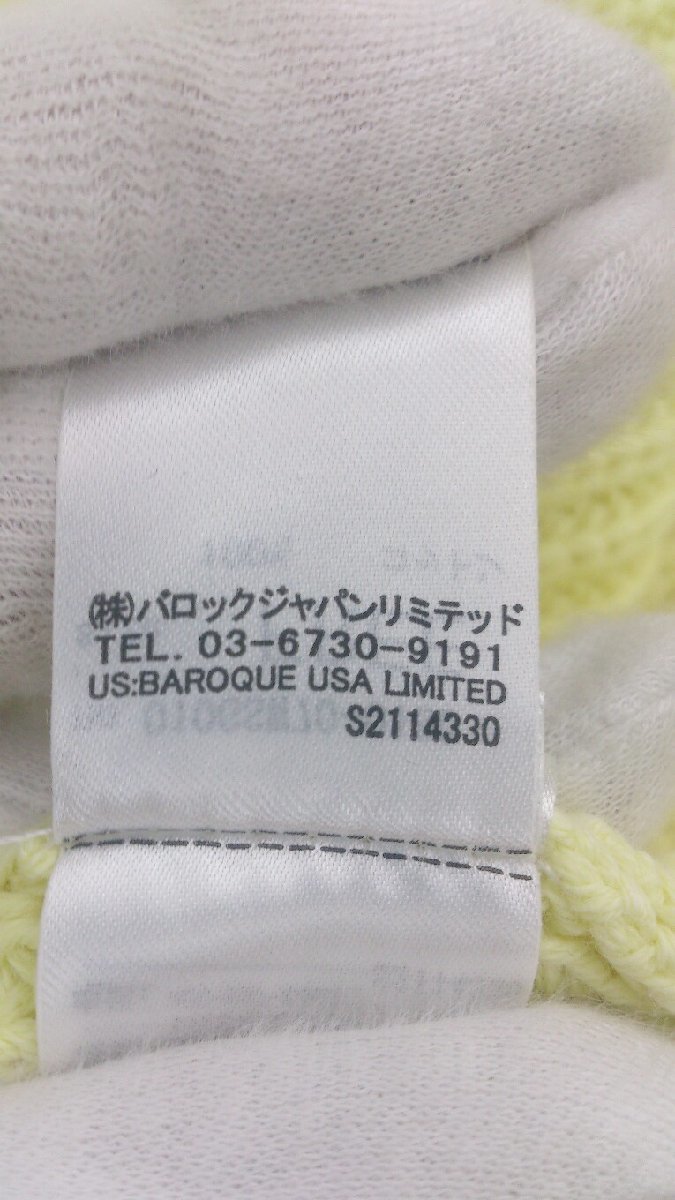 (株)バロックジャパンリミテッド
TEL. 03-6730-9191
US:BAROQUE USA LIMITED
S2114330